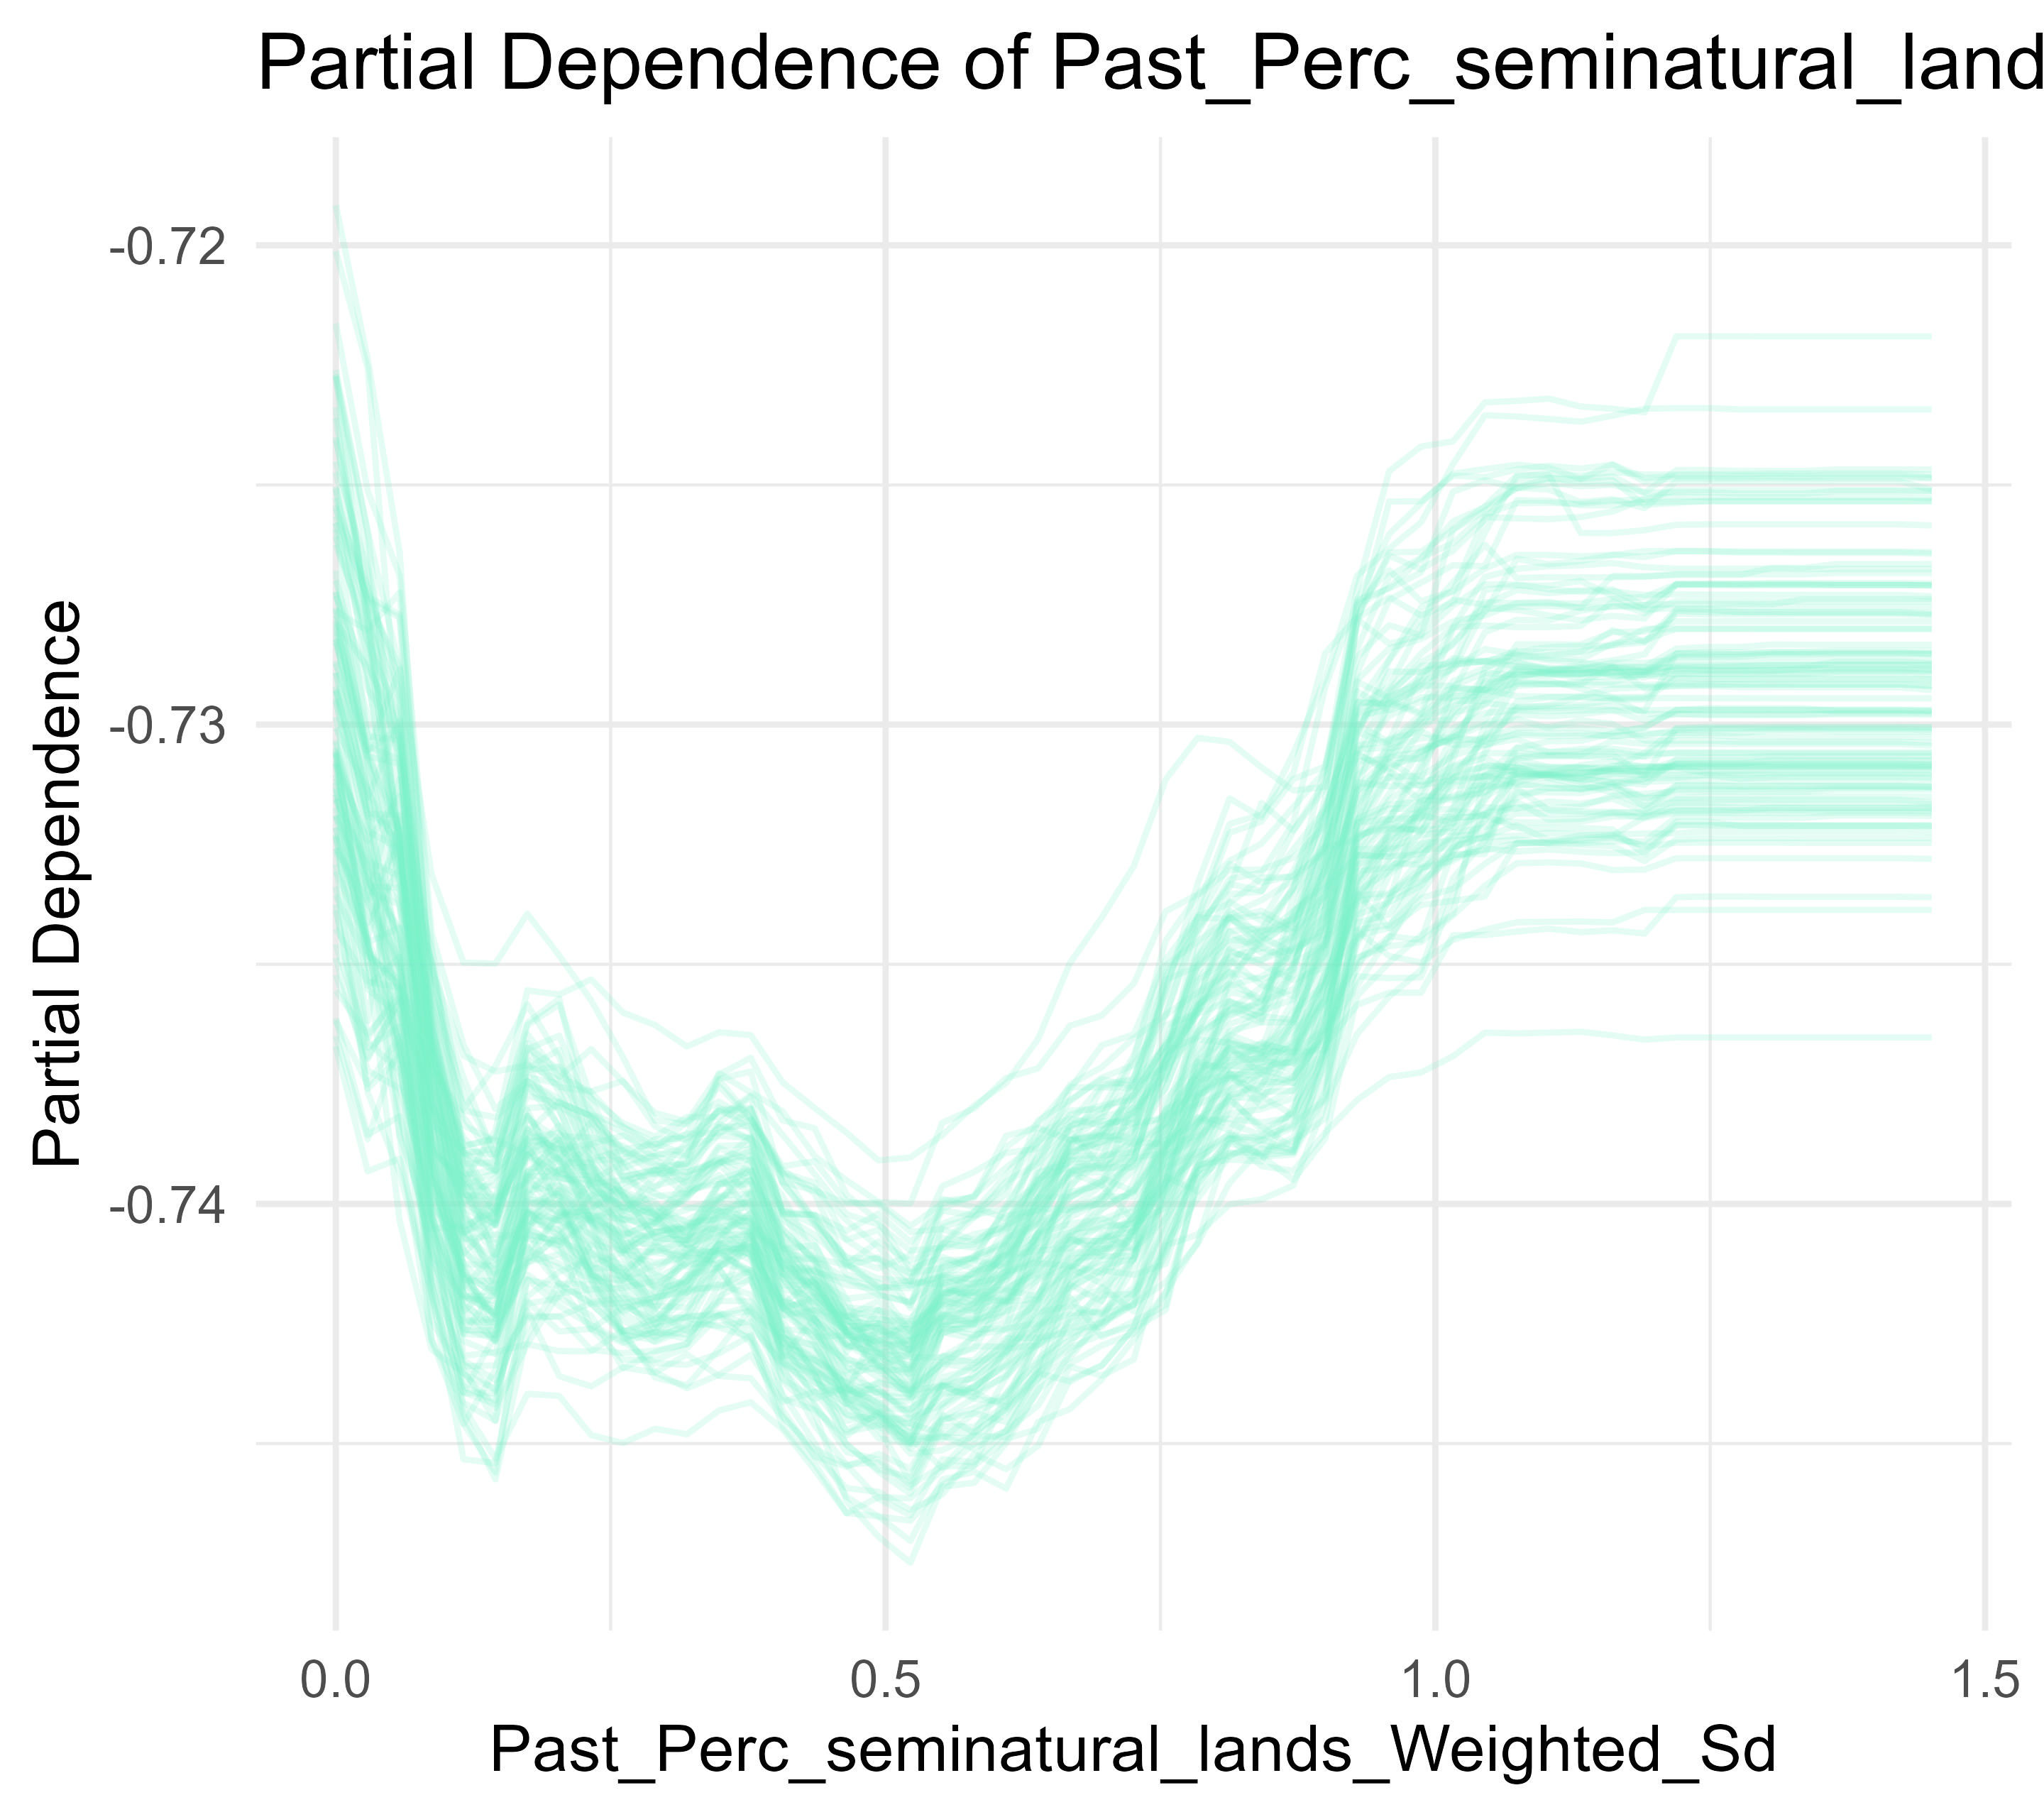 Partial Dependence of Past_Perc_seminatural_land
Partial Dependence
-0.72
-0.73
-0.74
0.0
0.5
1.0
1.5
Past_Perc_seminatural_lands_Weighted_Sd